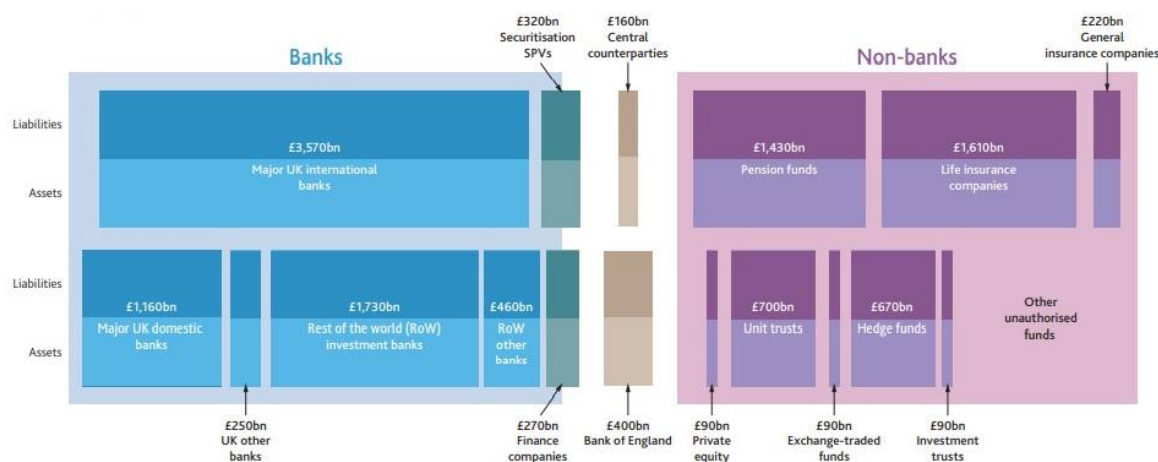 £320bn
Securitisation
SPVs
£160bn
Central
counterparties
£220bn
General
insurance companies
Banks
Non-banks
Liabilities
£3,570bn
£1,430bn
£1,610bn
Major UK international
banks
Pension funds
Life insurance
companies
Assets
Liabilities
£1,160bn
£1,730bn
£460bn
£700bn
£670bn
Other
unauthorised
funds
Major UK domestic
banks
Rest of the world (RoW)
investment banks
RoW
other
banks
Unit trusts
Hedge funds
Assets
£250bn
UK other
banks
£270bn
Finance
companies
£400bn
Bank of England
£90bn
Private
equity
£90bn
Exchange-traded
funds
£90bn
Investment
trusts